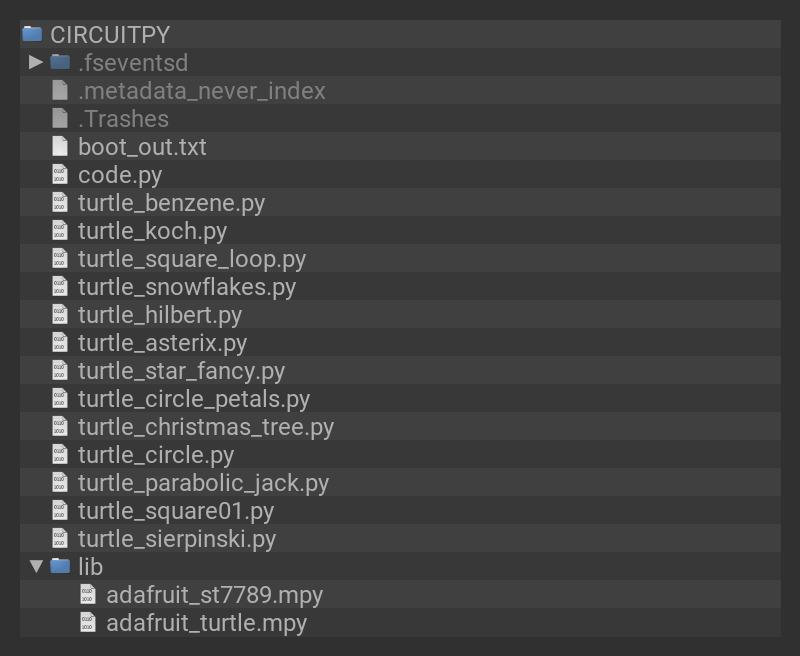 CIRCUITPY
.fseventsd
.metadata_never_index
.Trashes
boot_out.txt
code.py
turtle_benzene.py
turtle_koch.py
turtle_square_loop.py
turtle_snowflakes.py
turtle_hilbert.py
turtle_asterix.py
turtle_star_fancy.py
turtle_circle_petals.py
turtle_christmas_tree.py
turtle_circle.py
turtle_parabolic_jack.py
turtle_square01.py
turtle_sierpinski.py
lib
adafruit_st7789.mpy
adafruit_turtle.mpy